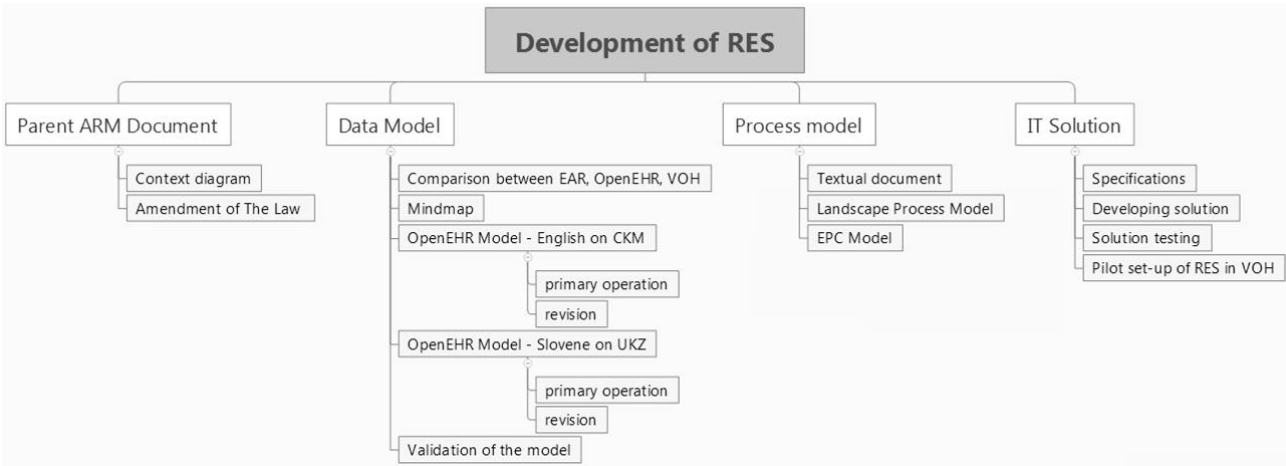 Development of RES
Parent ARM Document
Context diagram
Amendment of The Law
Data Model
Comparison between EAR, OpenEHR, VOH
Mindmap
OpenEHR Model - English on CKM
primary operation
revision
OpenEHR Model - Slovene on UKZ
primary operation
revision
Validation of the model
Process model
Textual document
Landscape Process Model
EPC Model
IT Solution
Specifications
Developing solution
Solution testing
Pilot set-up of RES in VOH